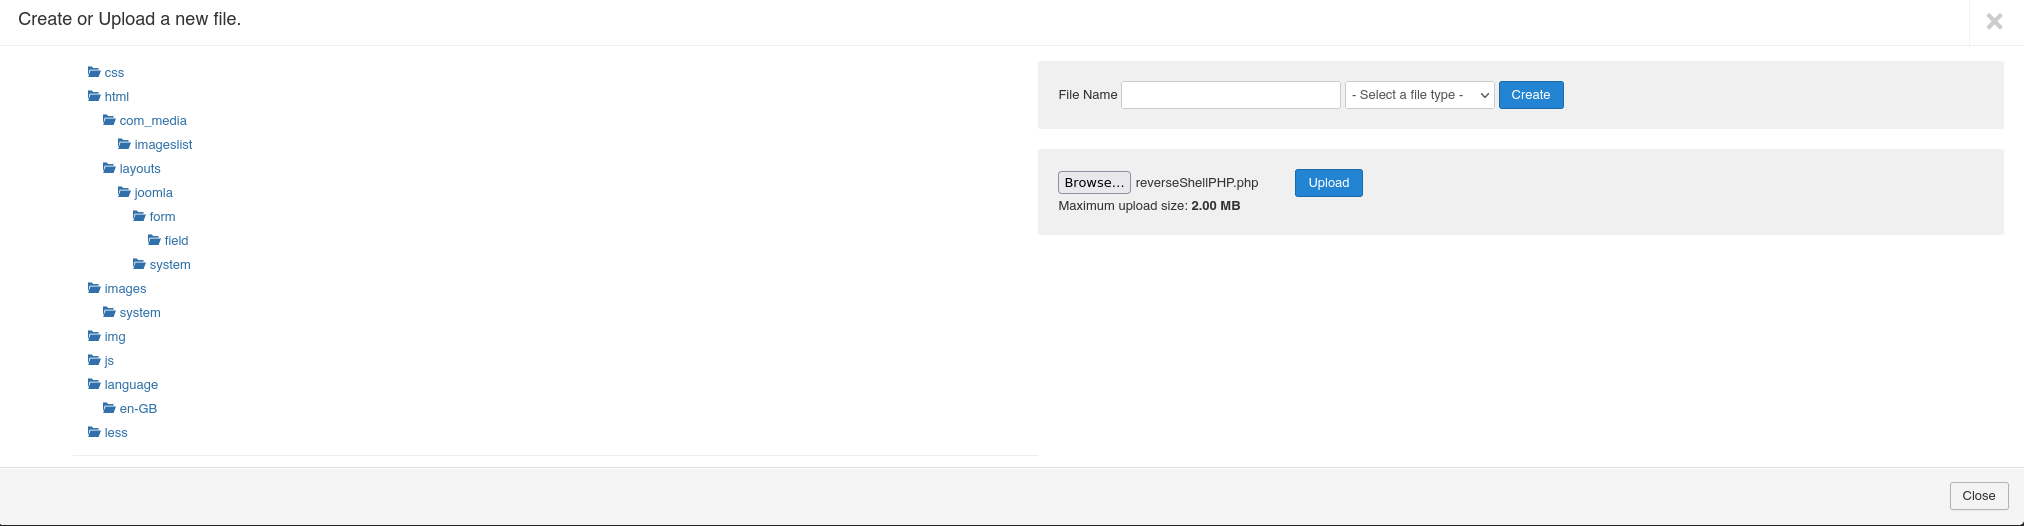 Create or Upload a new file.
css
html
com_media
imageslist
layouts
joomla
form
field
system
images
system
img
js
language
en-GB
less
File Name - Select a file type - Create
Browse... reverseShellPHP.php Upload
Maximum upload size: 2.00 MB
Close